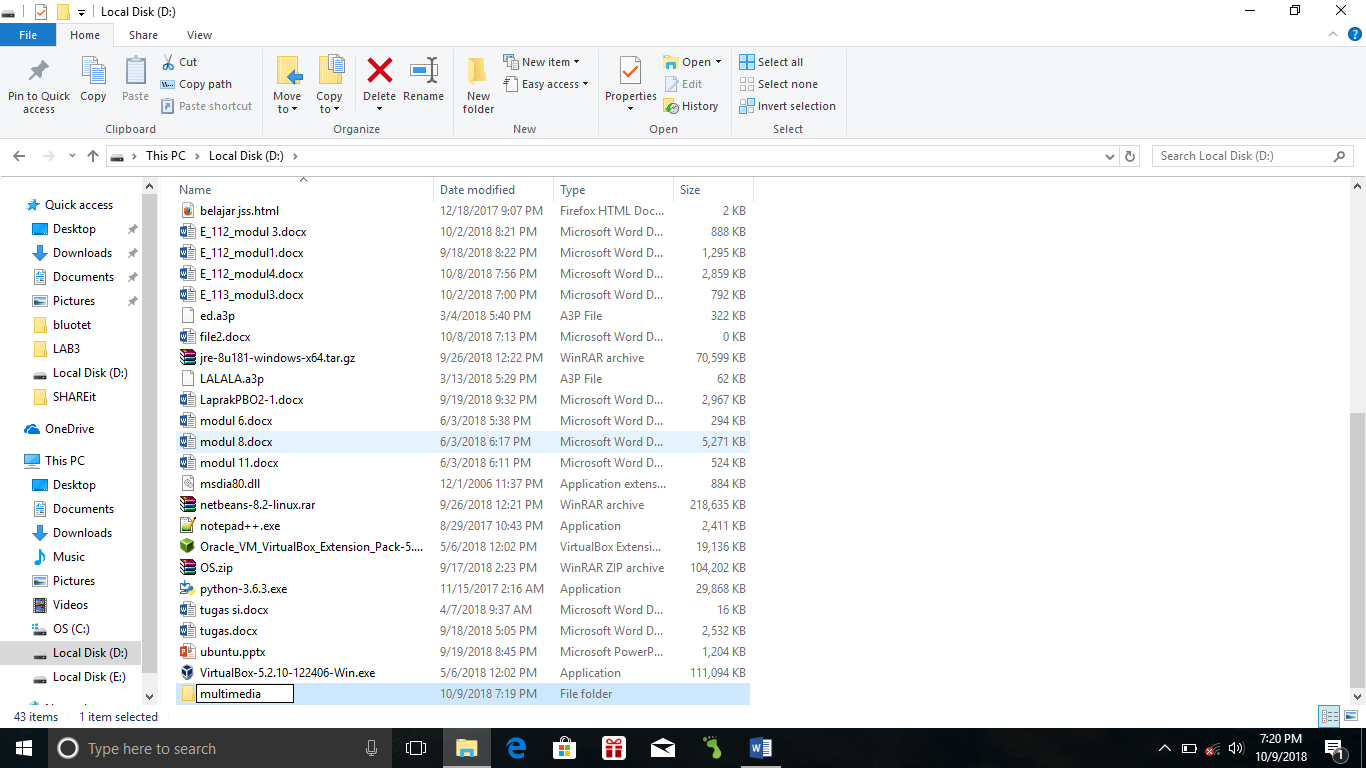 Local Disk (D:)
File Home Share View
Pin to Quick access
Copy
Paste
Cut
Copy path
Paste shortcut
Clipboard
Move to
Copy to
Delete
Rename
Organize
New folder
New item
Easy access
New
Properties
Open
Edit
History
Open
Select all
Select none
Invert selection
Select
This PC Local Disk (D:)
Search Local Disk (D:)
Quick access
Desktop
Downloads
Documents
Pictures
bluotet
LAB3
Local Disk (D:)
SHAREit
OneDrive
This PC
Desktop
Documents
Downloads
Music
Pictures
Videos
OS (C:)
Local Disk (D:)
Local Disk (E:)
Name Date modified Type Size
belajar jss.html 12/18/2017 9:07 PM Firefox HTML Doc... 2 KB
E_112_modul 3.docx 10/2/2018 8:21 PM Microsoft Word D... 888 KB
E_112_modul1.docx 9/18/2018 8:22 PM Microsoft Word D... 1,295 KB
E_112_modul4.docx 10/8/2018 7:56 PM Microsoft Word D... 2,859 KB
E_113_modul3.docx 10/2/2018 7:00 PM Microsoft Word D... 792 KB
ed.a3p 3/4/2018 5:40 PM A3P File 322 KB
file2.docx 10/8/2018 7:13 PM Microsoft Word D... 0 KB
jre-8u181-windows-x64.tar.gz 9/26/2018 12:22 PM WinRAR archive 70,599 KB
LALALA.a3p 3/13/2018 5:29 PM A3P File 62 KB
LaprakPBO2-1.docx 9/19/2018 9:32 PM Microsoft Word D... 2,967 KB
modul 6.docx 6/3/2018 5:38 PM Microsoft Word D... 294 KB
modul 8.docx 6/3/2018 6:17 PM Microsoft Word D... 5,271 KB
modul 11.docx 6/3/2018 6:11 PM Microsoft Word D... 524 KB
msdia80.dll 12/1/2006 11:37 PM Application extens... 884 KB
netbeans-8.2-linux.rar 9/26/2018 12:21 PM WinRAR archive 218,635 KB
notepad++.exe 8/29/2017 10:43 PM Application 2,411 KB
Oracle_VM_VirtualBox_Extension_Pack-5.... 5/6/2018 12:02 PM VirtualBox Extensi... 19,136 KB
OS.zip 9/17/2018 2:23 PM WinRAR ZIP archive 104,202 KB
python-3.6.3.exe 11/15/2017 2:16 AM Application 29,868 KB
tugas si.docx 4/7/2018 9:37 AM Microsoft Word D... 16 KB
tugas.docx 9/18/2018 5:05 PM Microsoft Word D... 2,532 KB
ubuntu.pptx 9/19/2018 8:45 PM Microsoft PowerP... 1,204 KB
VirtualBox-5.2.10-122406-Win.exe 5/6/2018 12:02 PM Application 111,094 KB
multimedia 10/9/2018 7:19 PM File folder
43 items 1 item selected
Type here to search
7:20 PM
10/9/2018
1